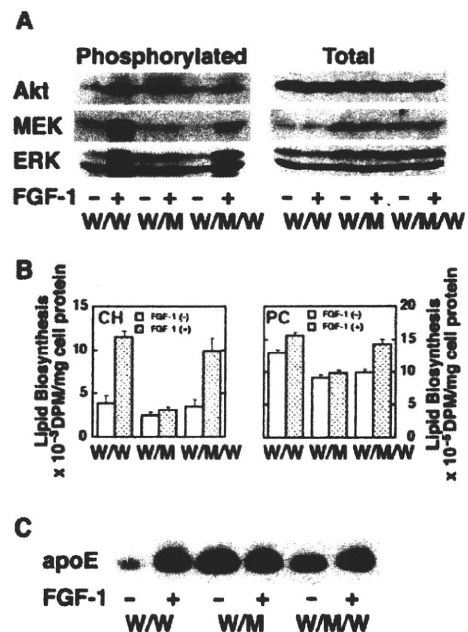 A
Phosphorylated Total
Akt
MEK
ERK
FGF-1 - + - + - + - + - + - +
W/W W/M W/M/W W/W W/M W/M/W
B
Lipid Biosynthesis
x 10-3DPM/mg cell protein
15
10
5
0
CH
FGF-1 (-)
FGF 1 (+)
W/W W/M W/M/W
PC
FGF-1 (-)
FGF-1 (+)
W/W W/M W/M/W
20
15
10
5
0
Lipid Biosynthesis
x 10-5DPM/mg cell protein
C
apoE
FGF-1 - + - + - +
W/W W/M W/M/W